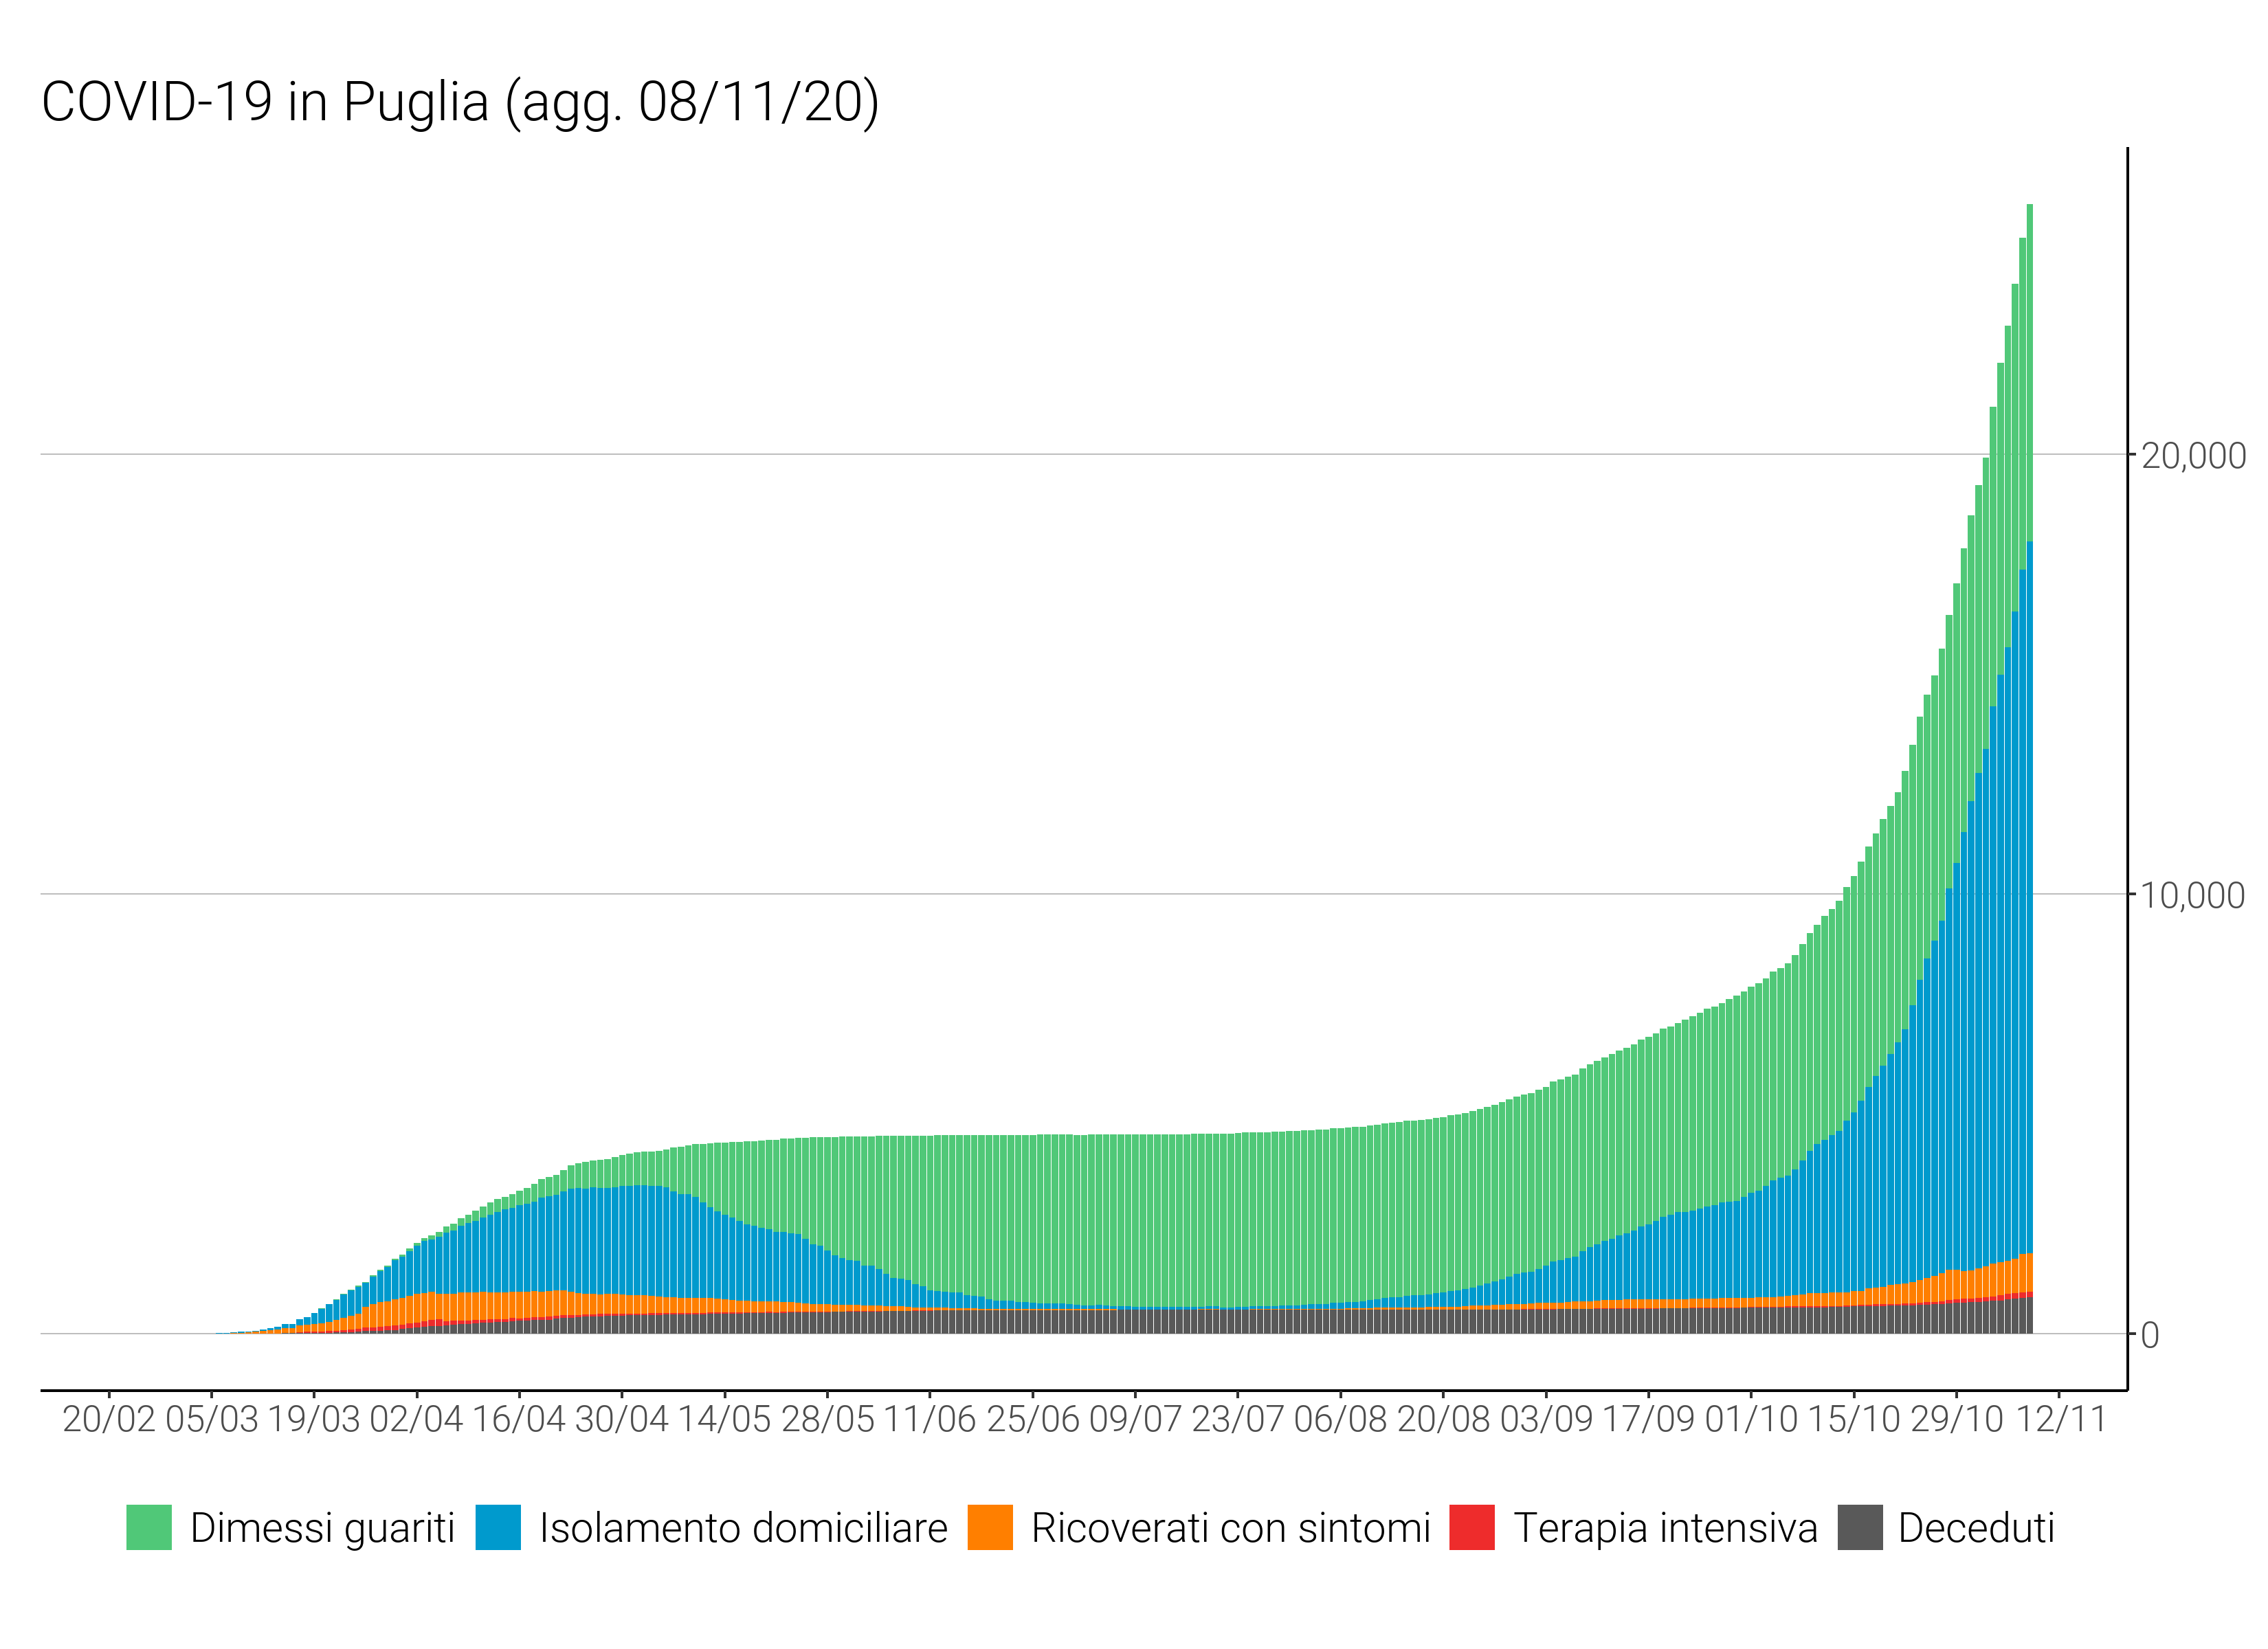 COVID-19 in Puglia (agg. 08/11/20)
20,000
10,000
0
20/02 05/03 19/03 02/04 16/04 30/04 14/05 28/05 11/06 25/06 09/07 23/07 06/08 20/08 03/09 17/09 01/10 15/10 29/10 12/11
Dimessi guariti Isolamento domiciliare Ricoverati con sintomi Terapia intensiva Deceduti